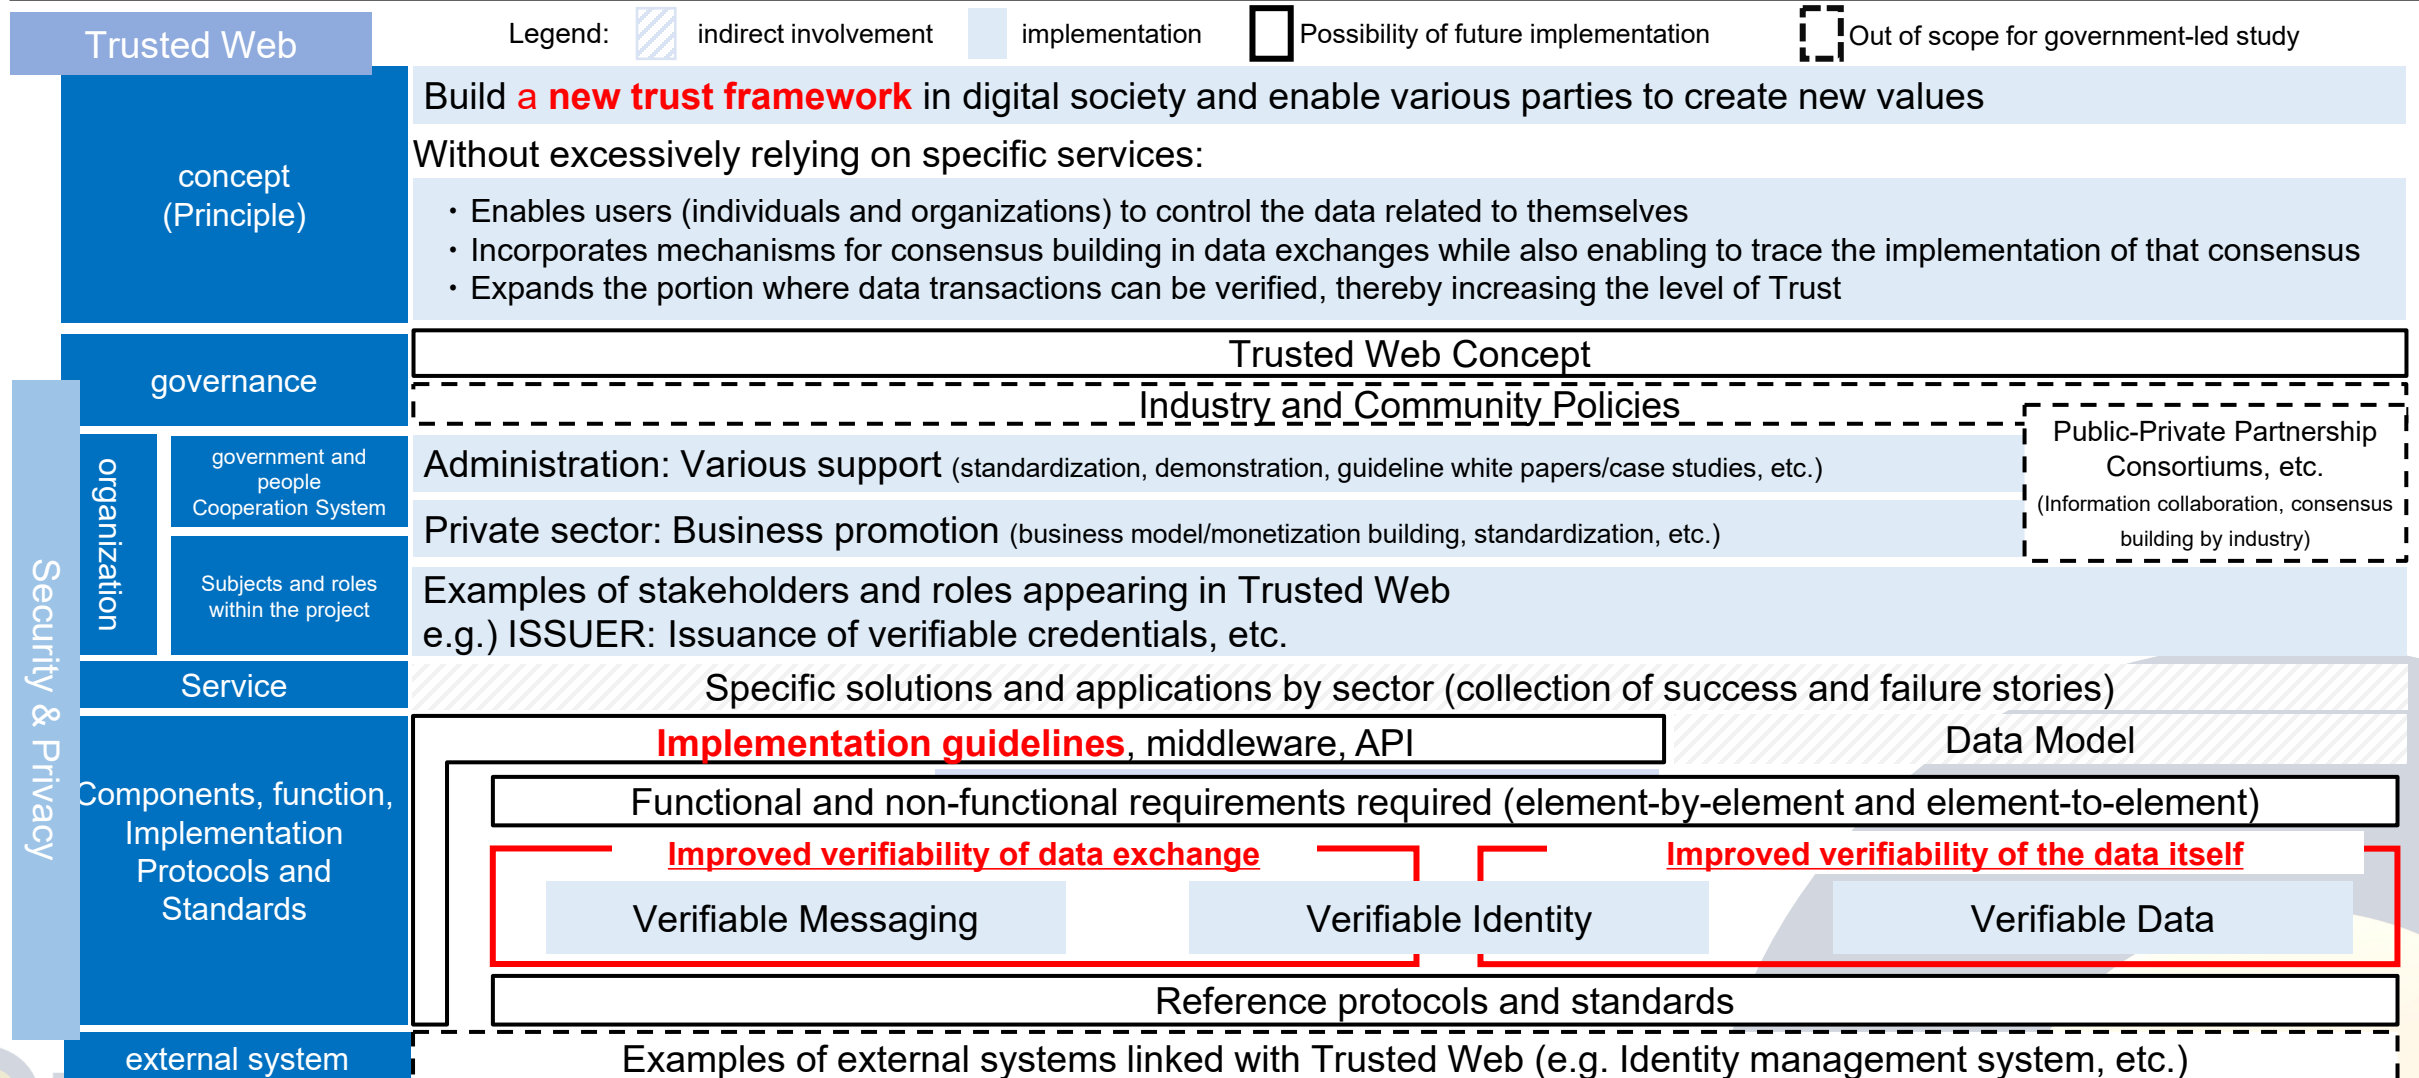 Trusted Web
Legend:
indirect involvement
implementation
Possibility of future implementation
Out of scope for government-led study
concept
(Principle)
Build a new trust framework in digital society and enable various parties to create new values
Without excessively relying on specific services:
・Enables users (individuals and organizations) to control the data related to themselves
・Incorporates mechanisms for consensus building in data exchanges while also enabling to trace the implementation of that consensus
・Expands the portion where data transactions can be verified, thereby increasing the level of Trust
Security & Privacy
governance
Trusted Web Concept
Industry and Community Policies
organization
government and
people
Cooperation System
Administration: Various support (standardization, demonstration, guideline white papers/case studies, etc.)
Private sector: Business promotion (business model/monetization building, standardization, etc.)
Public-Private Partnership
Consortiums, etc.
(Information collaboration, consensus
building by industry)
Subjects and roles
within the project
Examples of stakeholders and roles appearing in Trusted Web
e.g.) ISSUER: Issuance of verifiable credentials, etc.
Service
Specific solutions and applications by sector (collection of success and failure stories)
Components, function,
Implementation
Protocols and
Standards
Implementation guidelines, middleware, API
Data Model
Functional and non-functional requirements required (element-by-element and element-to-element)
Improved verifiability of data exchange
Improved verifiability of the data itself
Verifiable Messaging
Verifiable Identity
Verifiable Data
Reference protocols and standards
external system
Examples of external systems linked with Trusted Web (e.g. Identity management system, etc.)